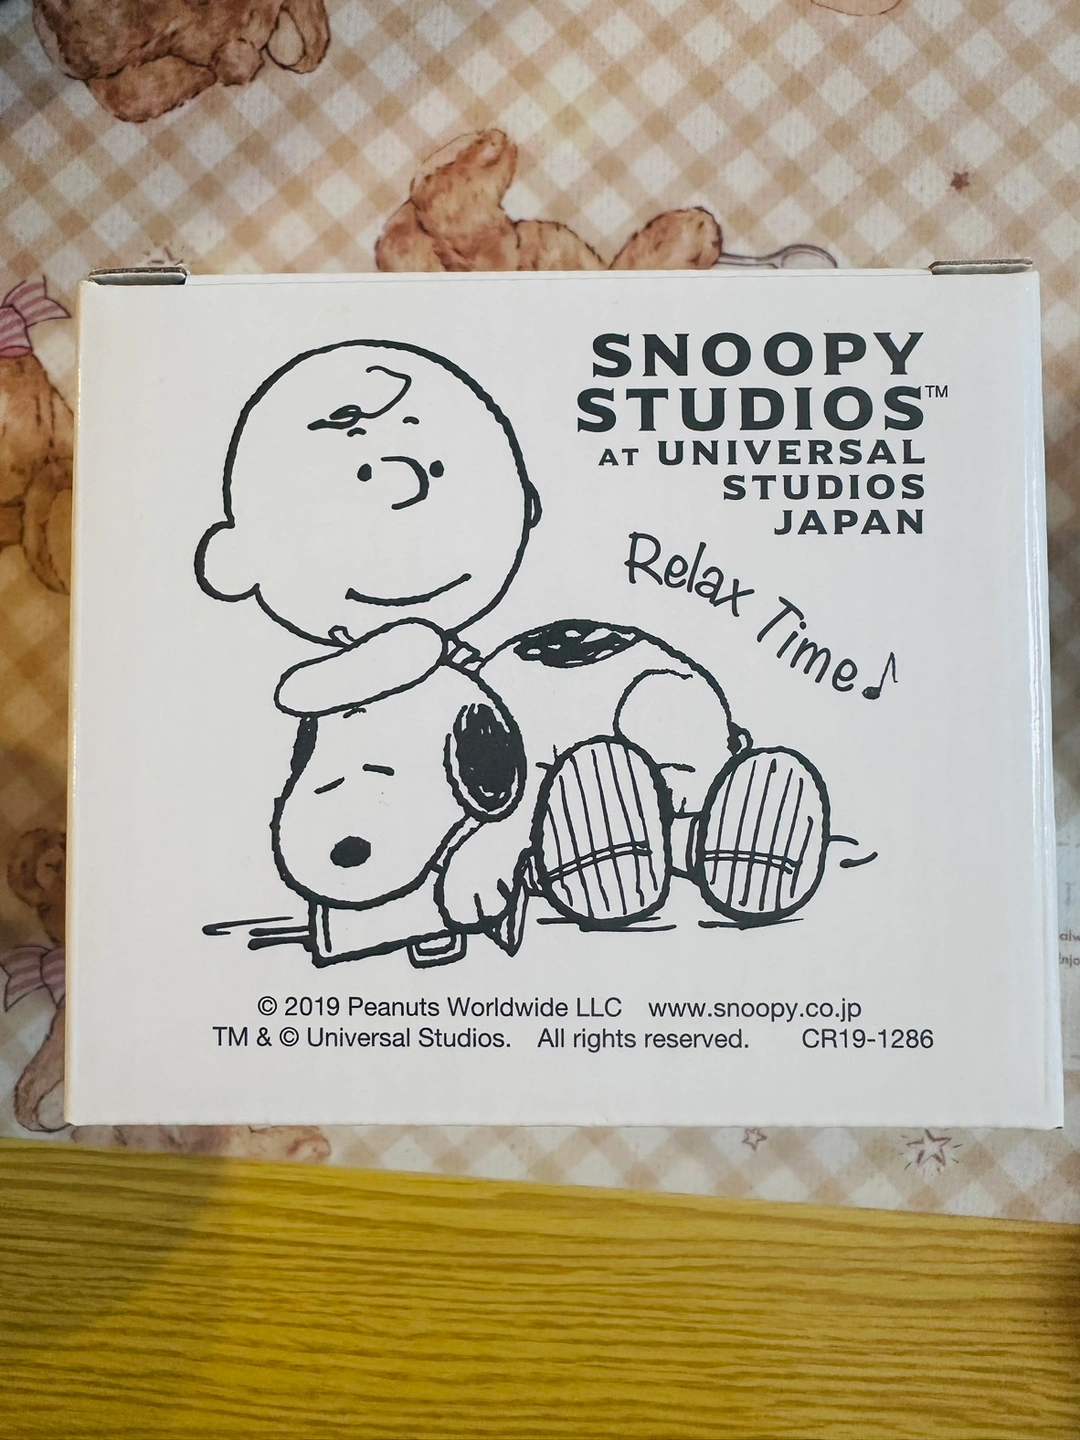 SNOOPY
STUDIOS™
AT UNIVERSAL
STUDIOS
JAPAN
Relax Time♪
© 2019 Peanuts Worldwide LLC www.snoopy.co.jp
TM & © Universal Studios. All rights reserved. CR19-1286